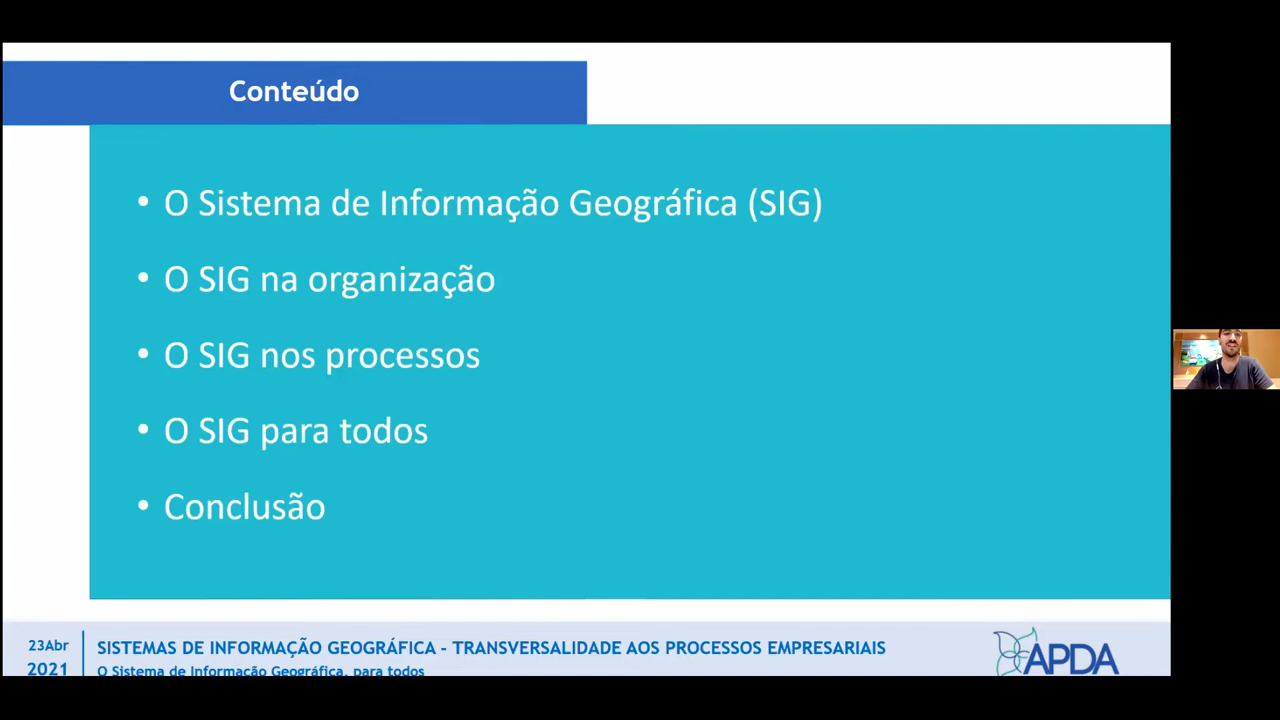 Conteúdo
• O Sistema de Informação Geográfica (SIG)
• O SIG na organização
• O SIG nos processos
• O SIG para todos
• Conclusão
23Abr
2021
SISTEMAS DE INFORMAÇÃO GEOGRÁFICA - TRANSVERSALIDADE AOS PROCESSOS EMPRESARIAIS
O Sistema de Informação Geográfica, para todos
APDA